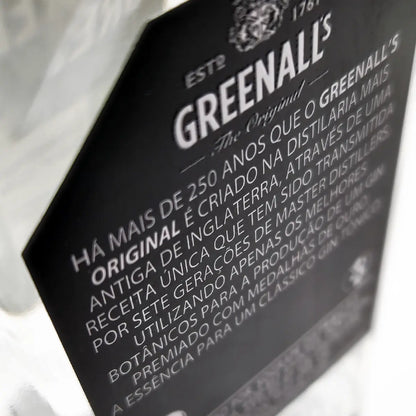 ESTD 1761
GREENALL'S
The Original
HÁ MAIS DE 250 ANOS QUE O GREENALL'S
ORIGINAL É CRIADO NA DISTILÁRIA MAIS
ANTIGA DE INGLATERRA, ATRAVÉS DE UMA
RECEITA ÚNICA QUE TEM SIDO TRANSMITIDA
POR SETE GERAÇÕES DE MASTER DISTILLERS
UTILIZANDO APENAS OS MELHORES
BOTÂNICOS PARA A PRODUÇÃO DE UM GIN
PREMIADO COM MEDALHAS DE OURO.
A ESSÊNCIA PARA UM CLÁSSICO GIN TÓNICO.